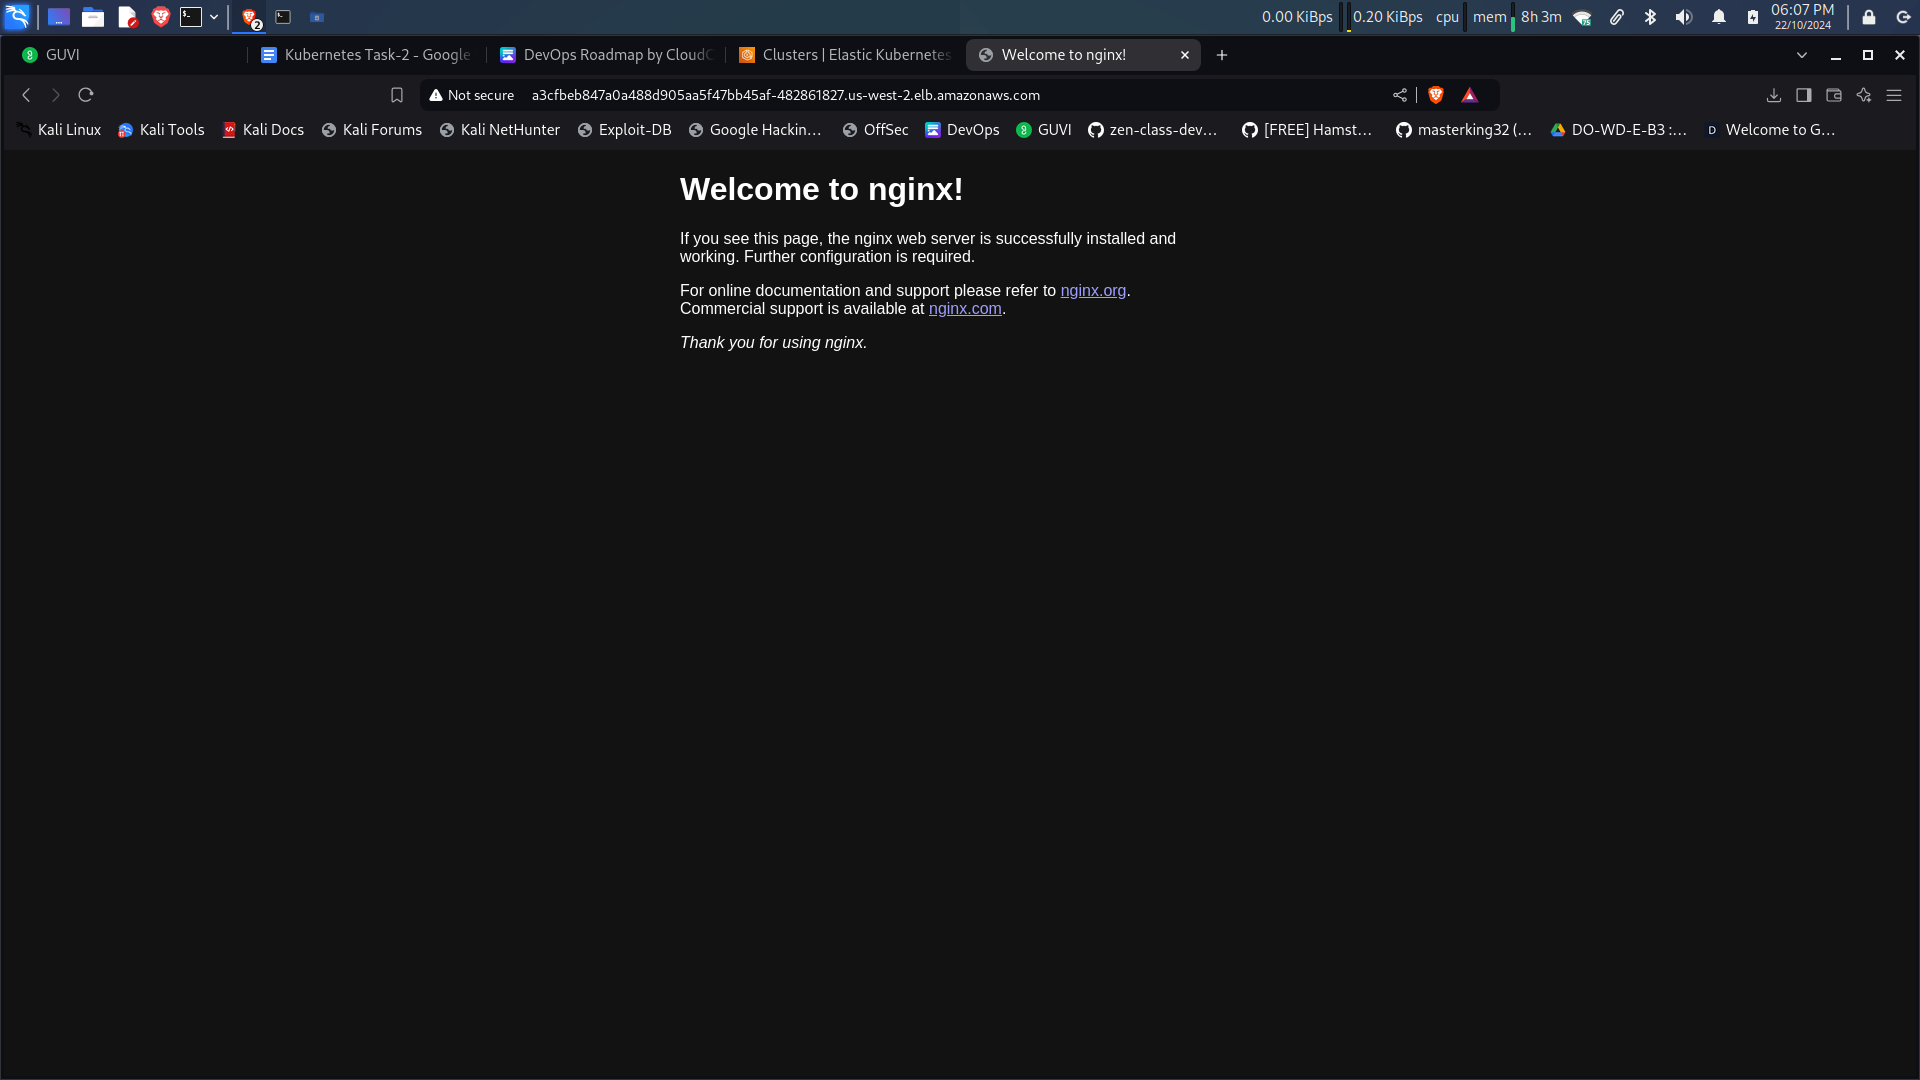 0.00 KiBps 0.20 KiBps cpu mem 8h 3m 06:07 PM
22/10/2024
GUVI Kubernetes Task-2 - Google DevOps Roadmap by CloudC Clusters | Elastic Kubernetes Welcome to nginx!
Not secure a3cfbeb847a0a488d905aa5f47bb45af-482861827.us-west-2.elb.amazonaws.com
Kali Linux Kali Tools Kali Docs Kali Forums Kali NetHunter Exploit-DB Google Hackin… OffSec DevOps GUVI zen-class-dev… [FREE] Hamst… masterking32 (… DO-WD-E-B3 :… Welcome to G…
Welcome to nginx!
If you see this page, the nginx web server is successfully installed and
working. Further configuration is required.
For online documentation and support please refer to nginx.org.
Commercial support is available at nginx.com.
Thank you for using nginx.